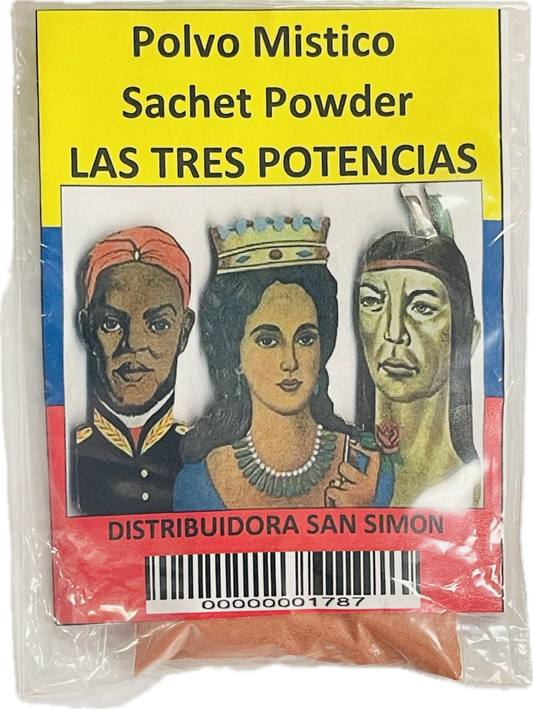 Polvo Mistico
Sachet Powder
LAS TRES POTENCIAS
DISTRIBUIDORA SAN SIMON
00000001787